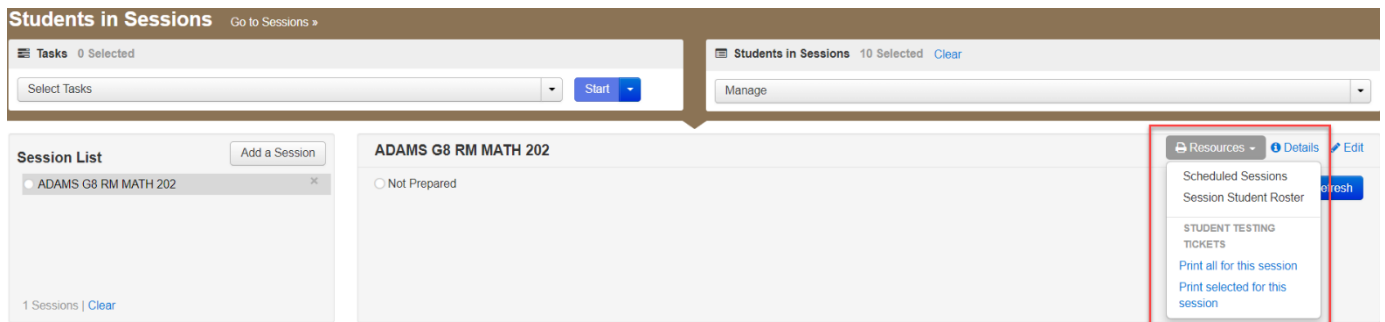 Students in Sessions Go to Sessions »
Tasks 0 Selected
Students in Sessions 10 Selected Clear
Select Tasks
Start
Manage
Session List
Add a Session
ADAMS G8 RM MATH 202
×
1 Sessions | Clear
ADAMS G8 RM MATH 202
Resources
Details
Edit
Not Prepared
Scheduled Sessions
Session Student Roster
STUDENT TESTING
TICKETS
Print all for this session
Print selected for this
session